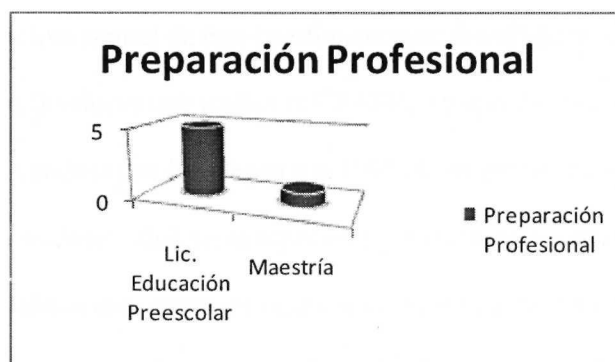 Preparación Profesional
5
0
Lic.
Educación
Preescolar
Maestría
Preparación
Profesional